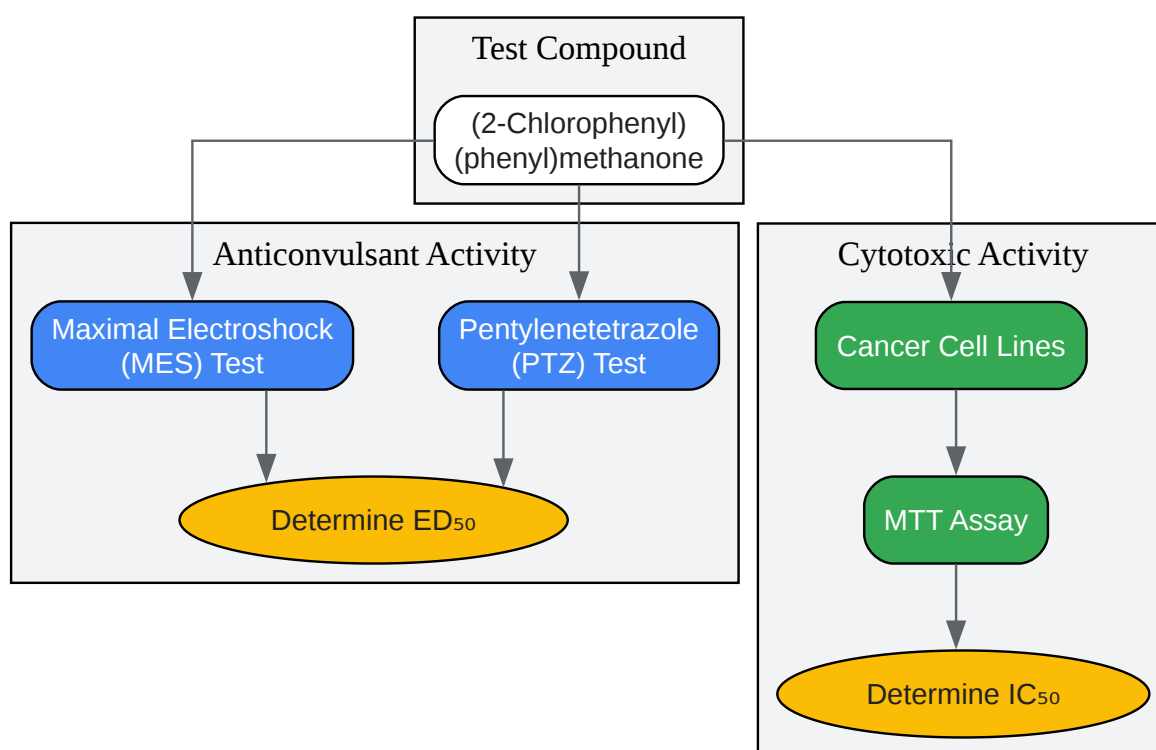 Test Compound
(2-Chlorophenyl)
(phenyl)methanone
Anticonvulsant Activity
Maximal Electroshock
(MES) Test
Pentylenetetrazole
(PTZ) Test
Determine ED₅₀
Cytotoxic Activity
Cancer Cell Lines
MTT Assay
Determine IC₅₀